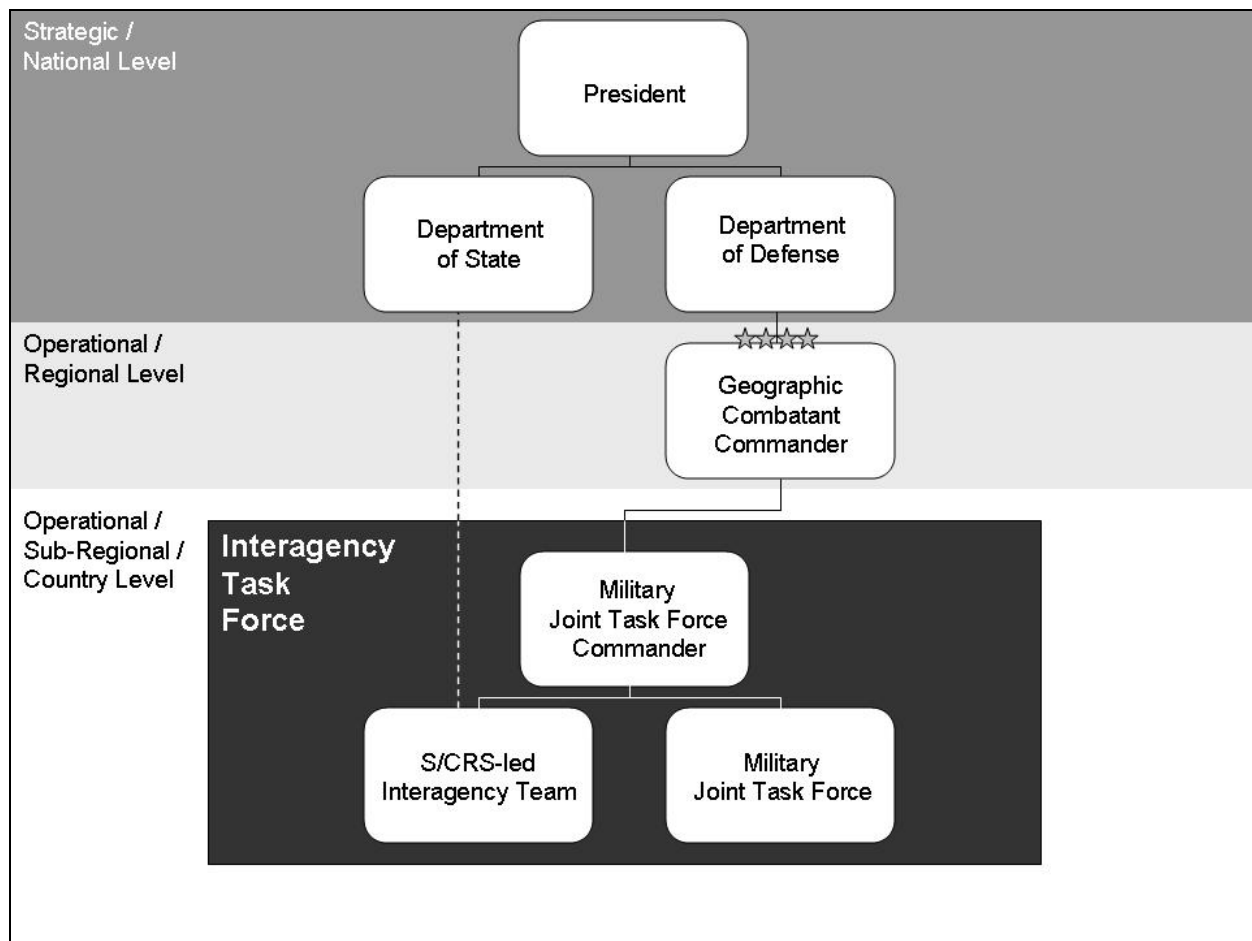 Strategic /
National Level
President
Department
of State
Department
of Defense
Operational /
Regional Level
Geographic
Combatant
Commander
Operational /
Sub-Regional /
Country Level
Interagency
Task
Force
Military
Joint Task Force
Commander
S/CRS-led
Interagency Team
Military
Joint Task Force